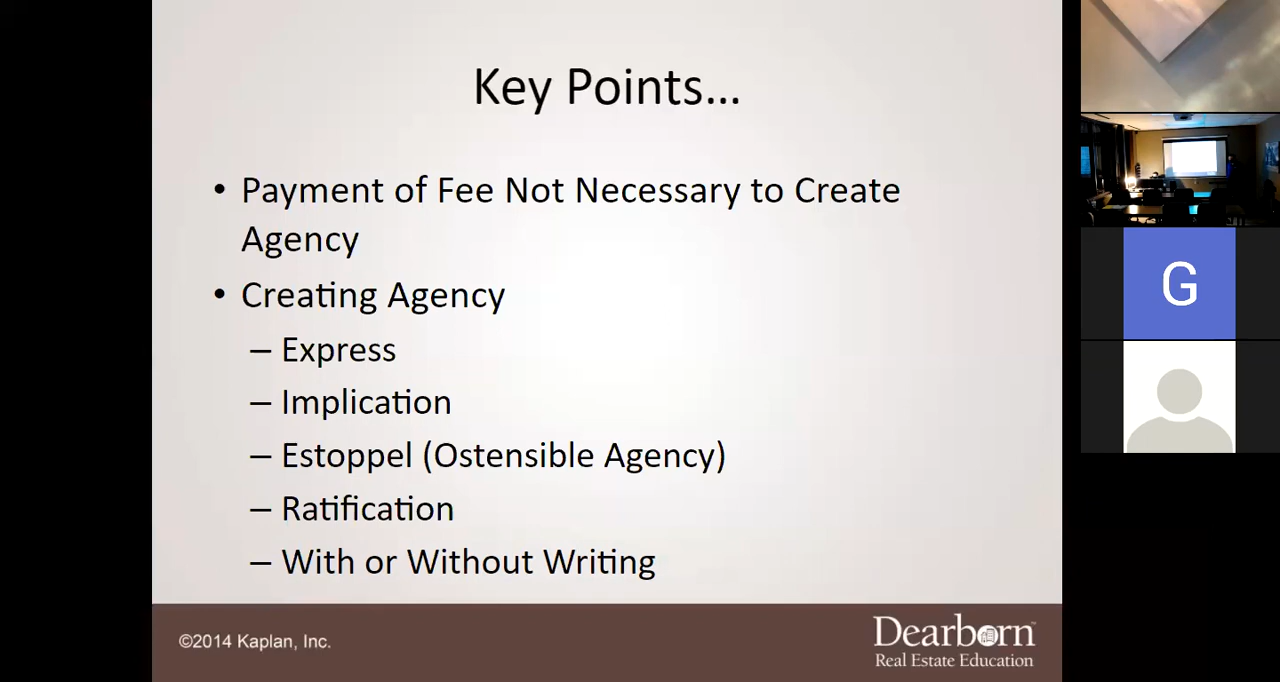 Key Points…
• Payment of Fee Not Necessary to Create
Agency
• Creating Agency
– Express
– Implication
– Estoppel (Ostensible Agency)
– Ratification
– With or Without Writing
©2014 Kaplan, Inc.
Dearborn™
Real Estate Education
G